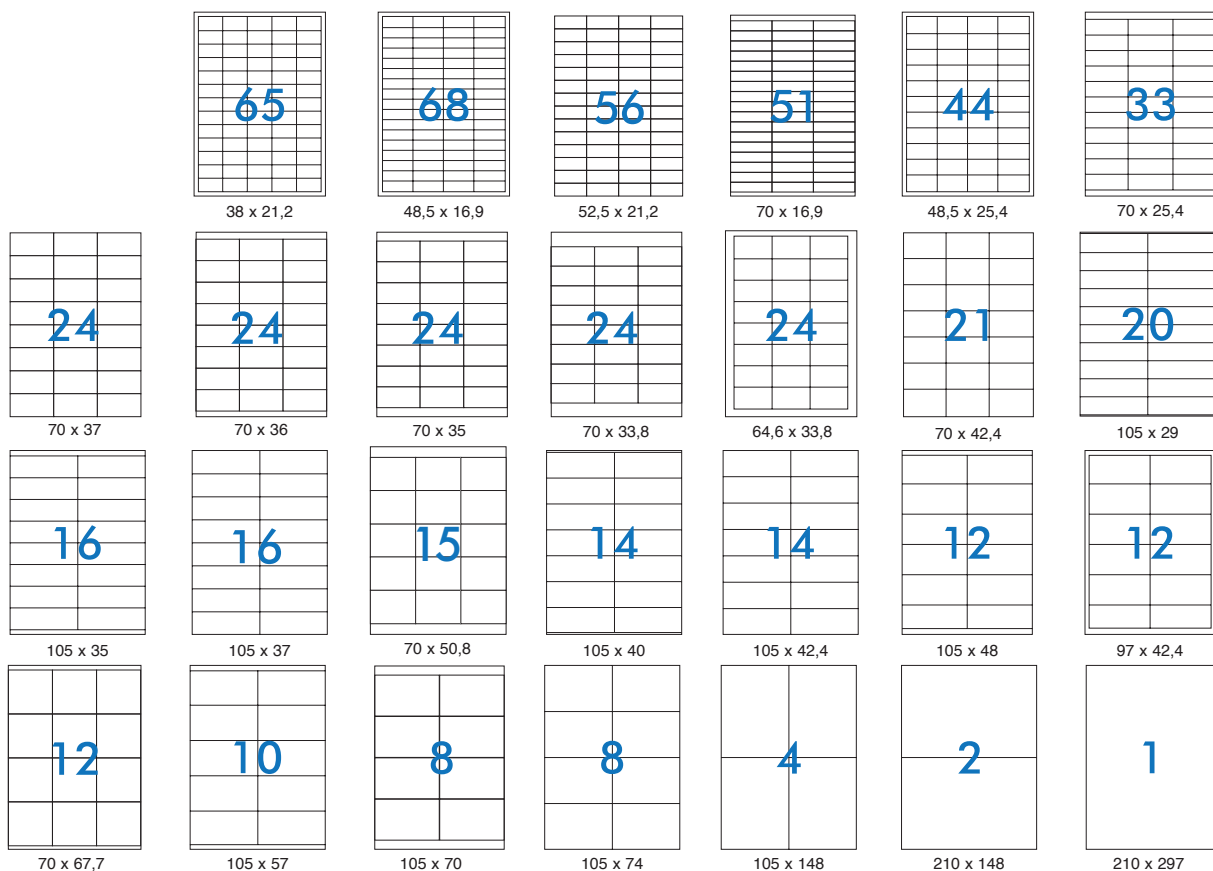 65 68 56 51 44 33
38 x 21,2 48,5 x 16,9 52,5 x 21,2 70 x 16,9 48,5 x 25,4 70 x 25,4
24 24 24 24 24 21 20
70 x 37 70 x 36 70 x 35 70 x 33,8 64,6 x 33,8 70 x 42,4 105 x 29
16 16 15 14 14 12 12
105 x 35 105 x 37 70 x 50,8 105 x 40 105 x 42,4 105 x 48 97 x 42,4
12 10 8 8 4 2 1
70 x 67,7 105 x 57 105 x 70 105 x 74 105 x 148 210 x 148 210 x 297